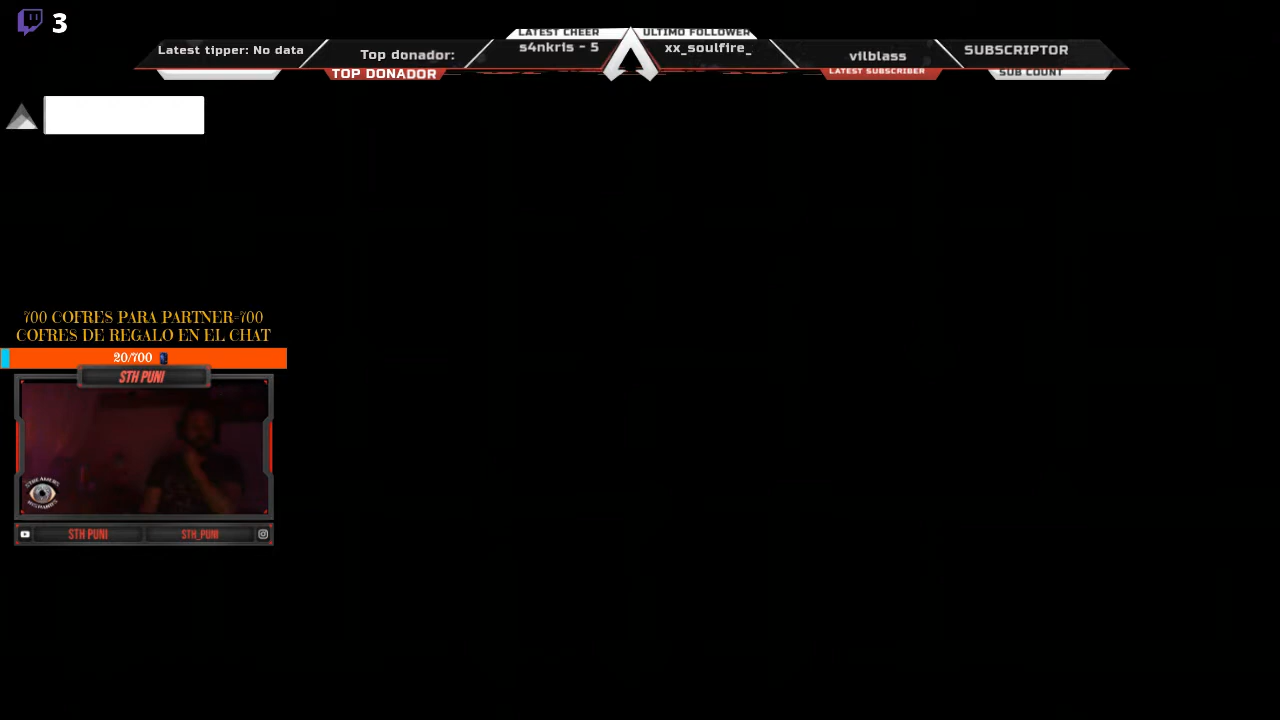 3
LATEST CHEER
ULTIMO FOLLOWER
Latest tipper: No data
Top donador:
s4nkris - 5
xx_soulfire_
vilblass
SUBSCRIPTOR
TOP DONADOR
LATEST SUBSCRIBER
SUB COUNT
700 COFRES PARA PARTNER=700
COFRES DE REGALO EN EL CHAT
20/700
STH PUNI
STH PUNI
STH_PUNI